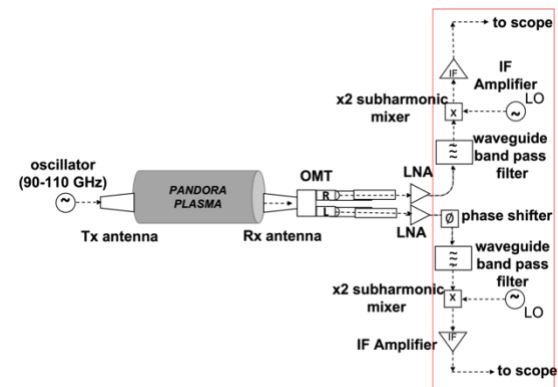 to scope
IF
IF
Amplifier
LO
x2 subharmonic
mixer
X
waveguide
band pass
filter
oscillator
(90-110 GHz)
PANDORA
PLASMA
OMT
R
L
LNA
LNA
Tx antenna
Rx antenna
Ø
phase shifter
waveguide
band pass
filter
x2 subharmonic
mixer
X
LO
IF Amplifier
IF
to scope